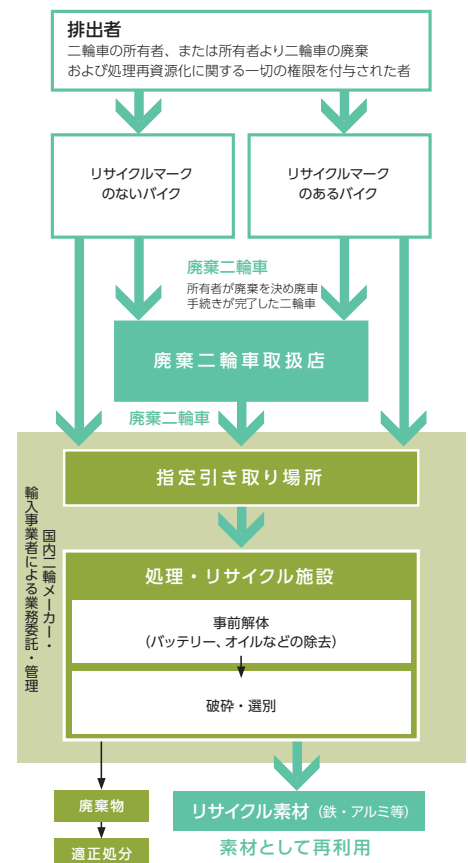 排出者
二輪車の所有者、または所有者より二輪車の廃棄
および処理再資源化に関する一切の権限を付与された者
リサイクルマーク
のないバイク
リサイクルマーク
のあるバイク
廃棄二輪車
所有者が廃棄を決め廃車
手続きが完了した二輪車
廃棄二輪車取扱店
廃棄二輪車
指定引き取り場所
国内二輪メーカー・
輸入事業者による業務委託・管理
処理・リサイクル施設
事前解体
(バッテリー、オイルなどの除去)
破砕・選別
廃棄物
適正処分
リサイクル素材(鉄・アルミ等)
素材として再利用